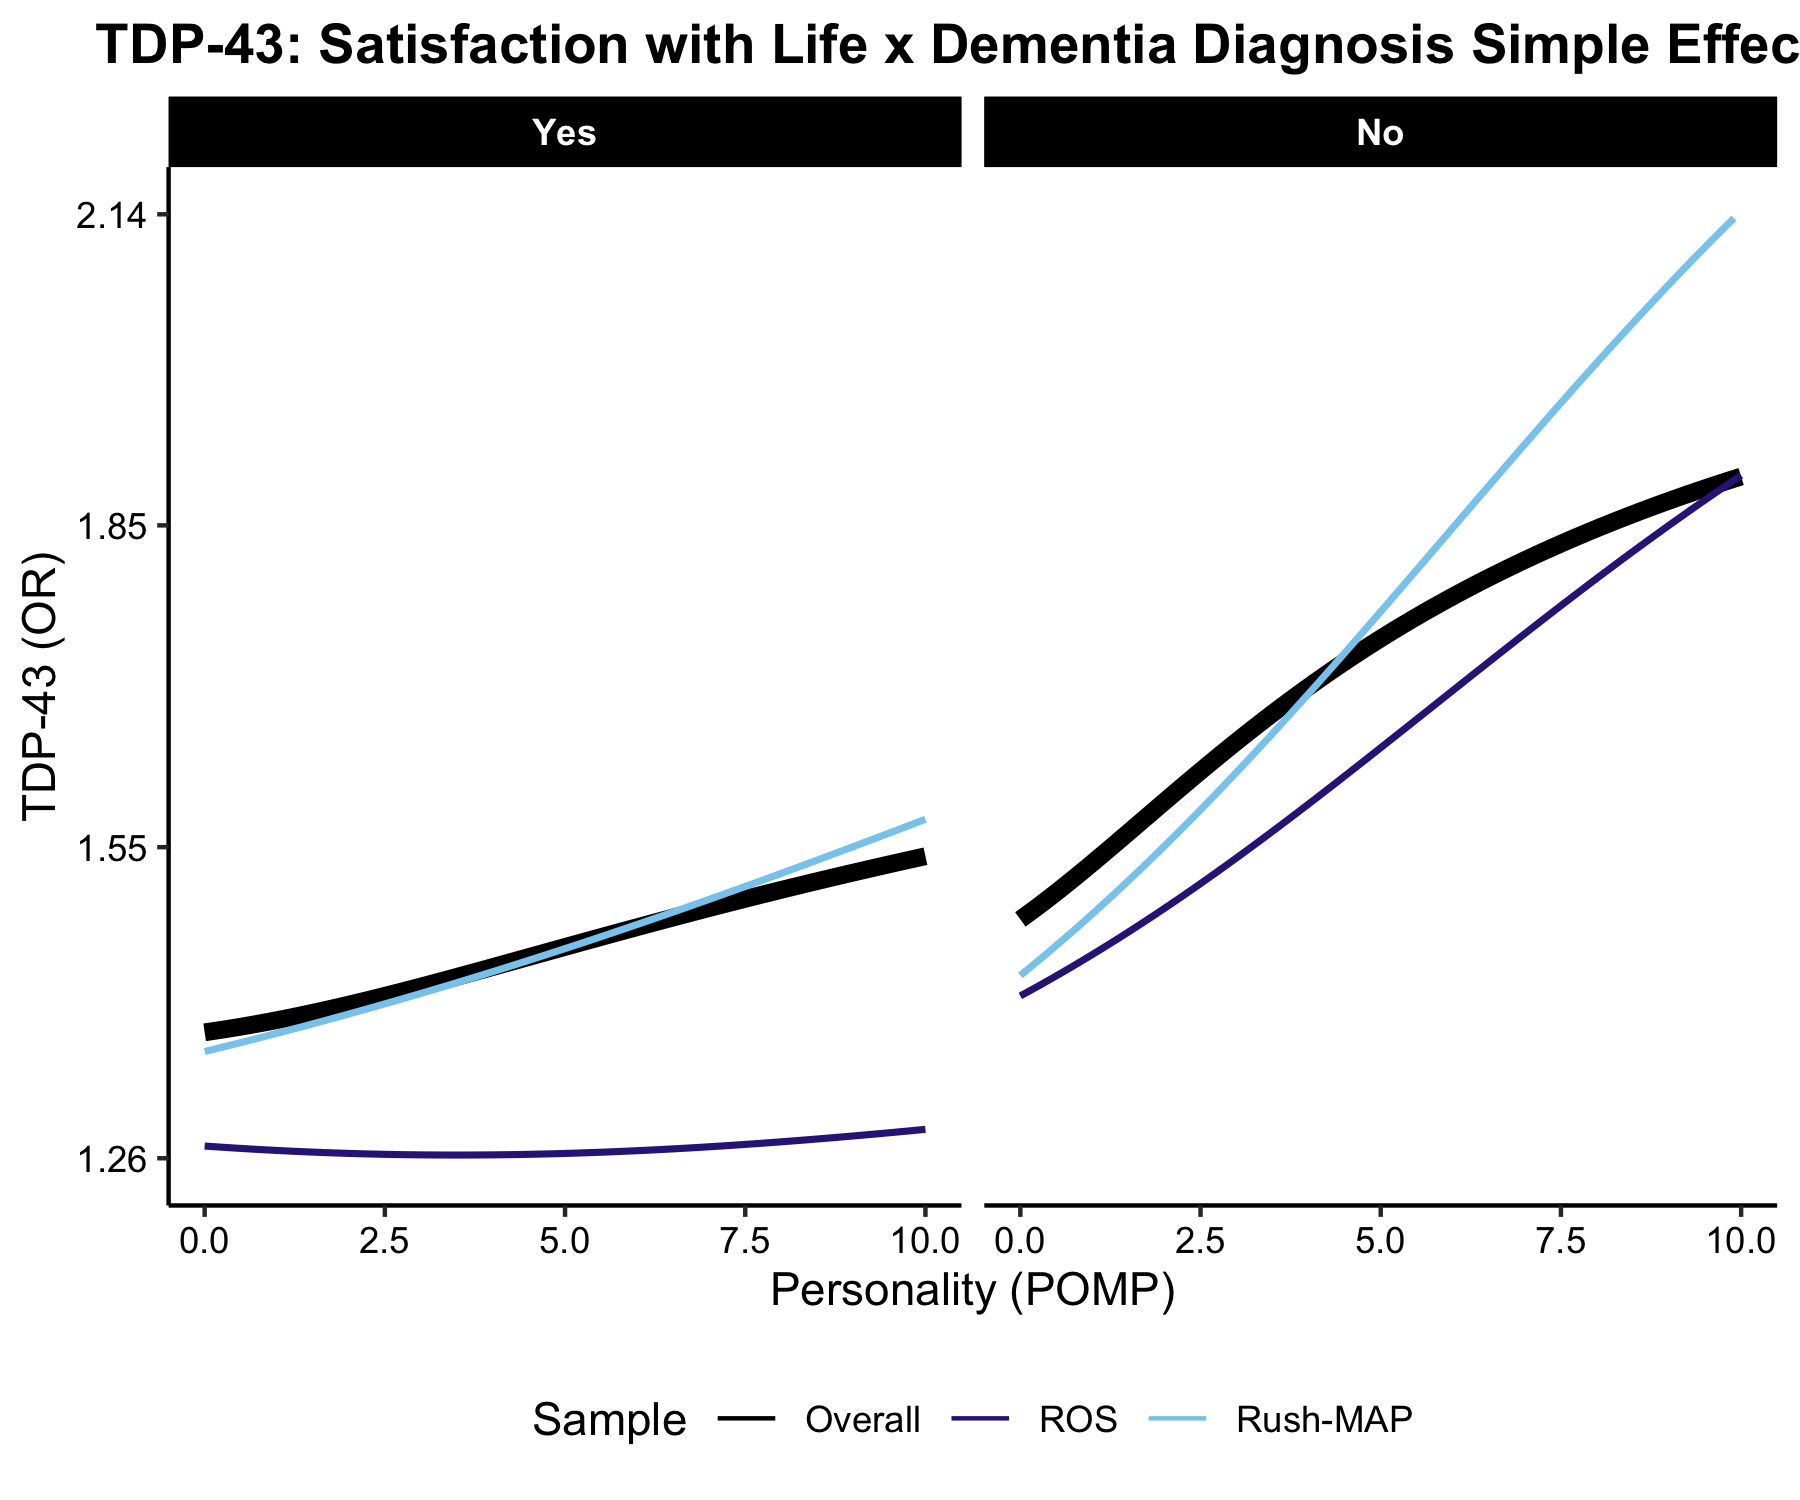 TDP-43: Satisfaction with Life x Dementia Diagnosis Simple Effec
Yes No
2.14
1.85
1.55
1.26
TDP-43 (OR)
0.0 2.5 5.0 7.5 10.0 0.0 2.5 5.0 7.5 10.0
Personality (POMP)
Sample Overall ROS Rush-MAP